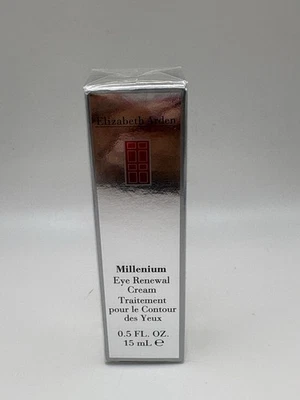 Elizabeth Arden
Millenium
Eye Renewal
Cream
Traitement
pour le Contour
des Yeux
0.5 FL. OZ.
15 mL ℮